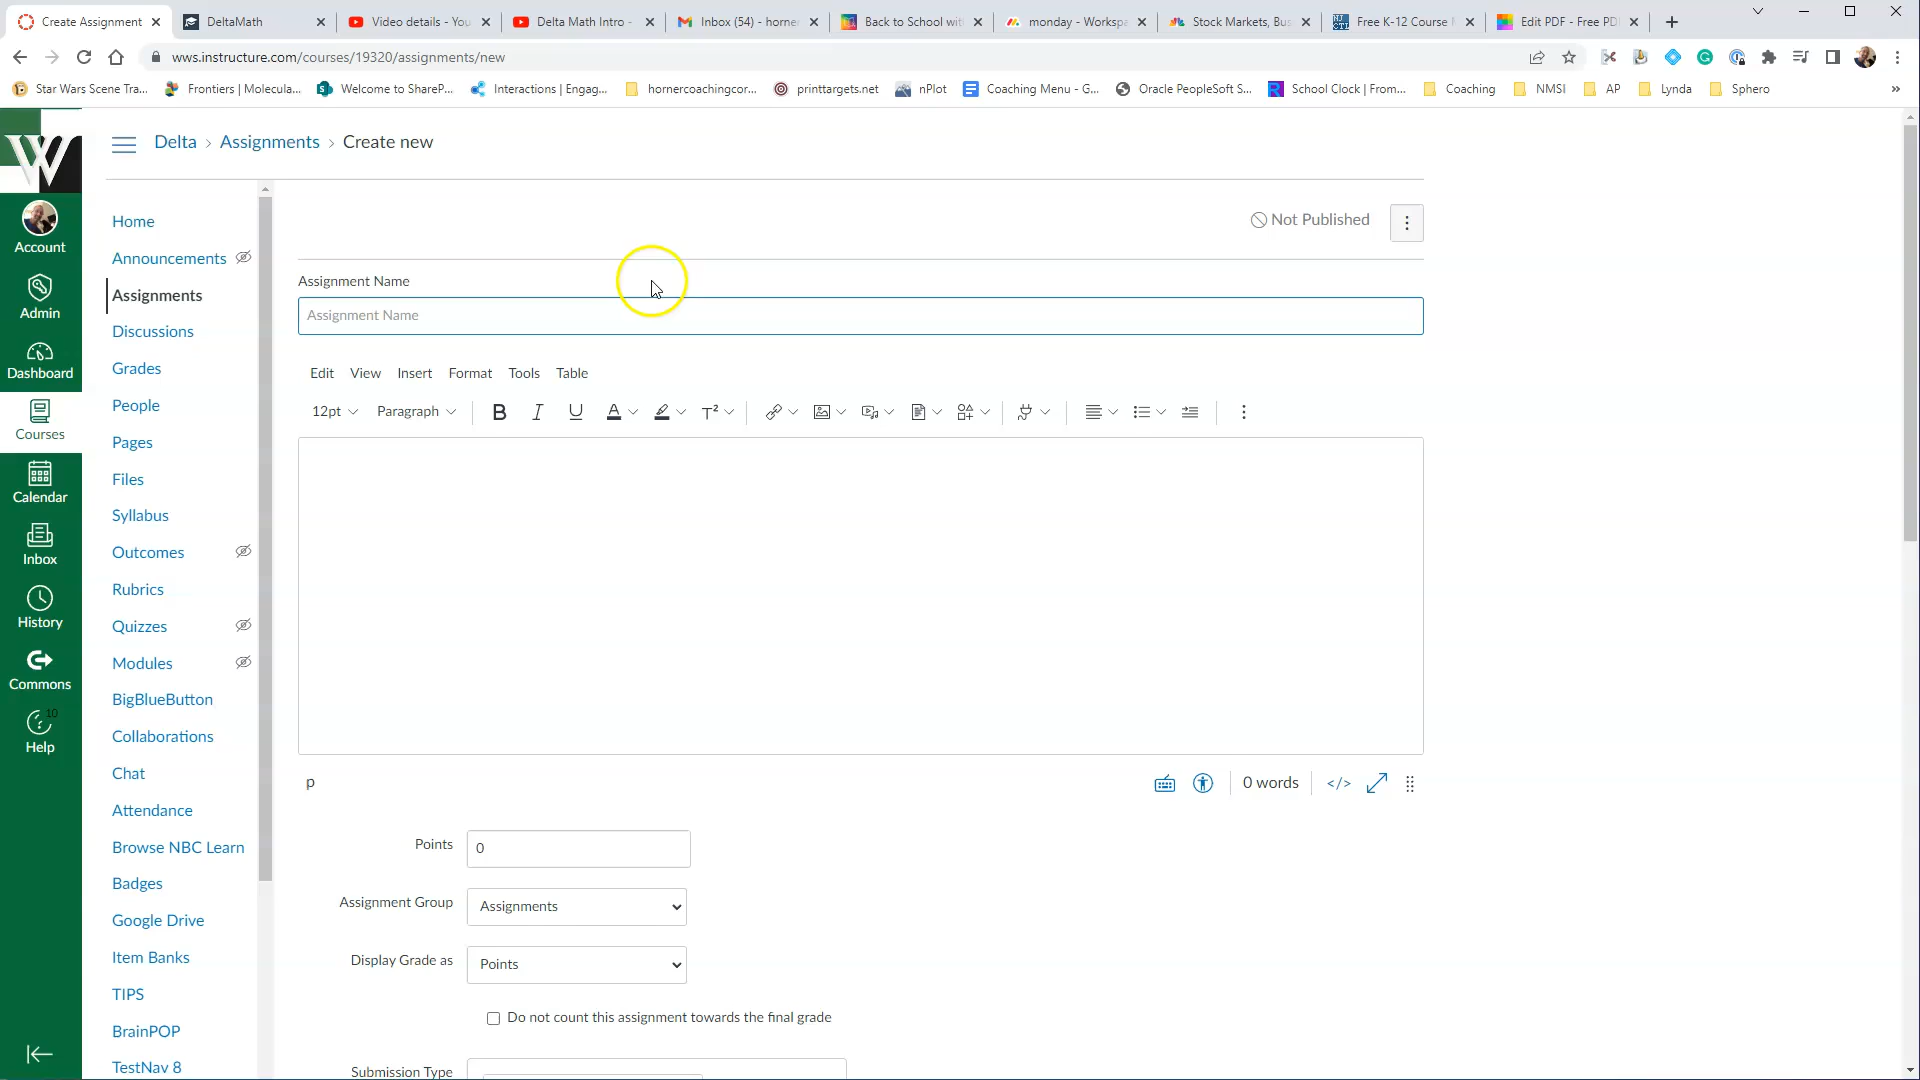 Create Assignment
DeltaMath
Video details - You
Delta Math Intro -
Inbox (54) - horner
Back to School wit
monday - Workspa
Stock Markets, Bus
Free K-12 Course
Edit PDF - Free PD
wws.instructure.com/courses/19320/assignments/new
Star Wars Scene Tra...
Frontiers | Molecula...
Welcome to ShareP...
Interactions | Engag...
hornercoachingcor...
printtargets.net
nPlot
Coaching Menu - G...
Oracle PeopleSoft S...
School Clock | From...
Coaching
NMSI
AP
Lynda
Sphero
»
W
Account
Admin
Dashboard
Courses
Calendar
Inbox
History
Commons
10
Help
Delta › Assignments › Create new
Home
Announcements
Assignments
Discussions
Grades
People
Pages
Files
Syllabus
Outcomes
Rubrics
Quizzes
Modules
BigBlueButton
Collaborations
Chat
Attendance
Browse NBC Learn
Badges
Google Drive
Item Banks
TIPS
BrainPOP
TestNav 8
Not Published
Assignment Name
Assignment Name
Edit View Insert Format Tools Table
12pt Paragraph B I U A T²
p
0 words </>
Points 0
Assignment Group Assignments
Display Grade as Points
Do not count this assignment towards the final grade
Submission Type